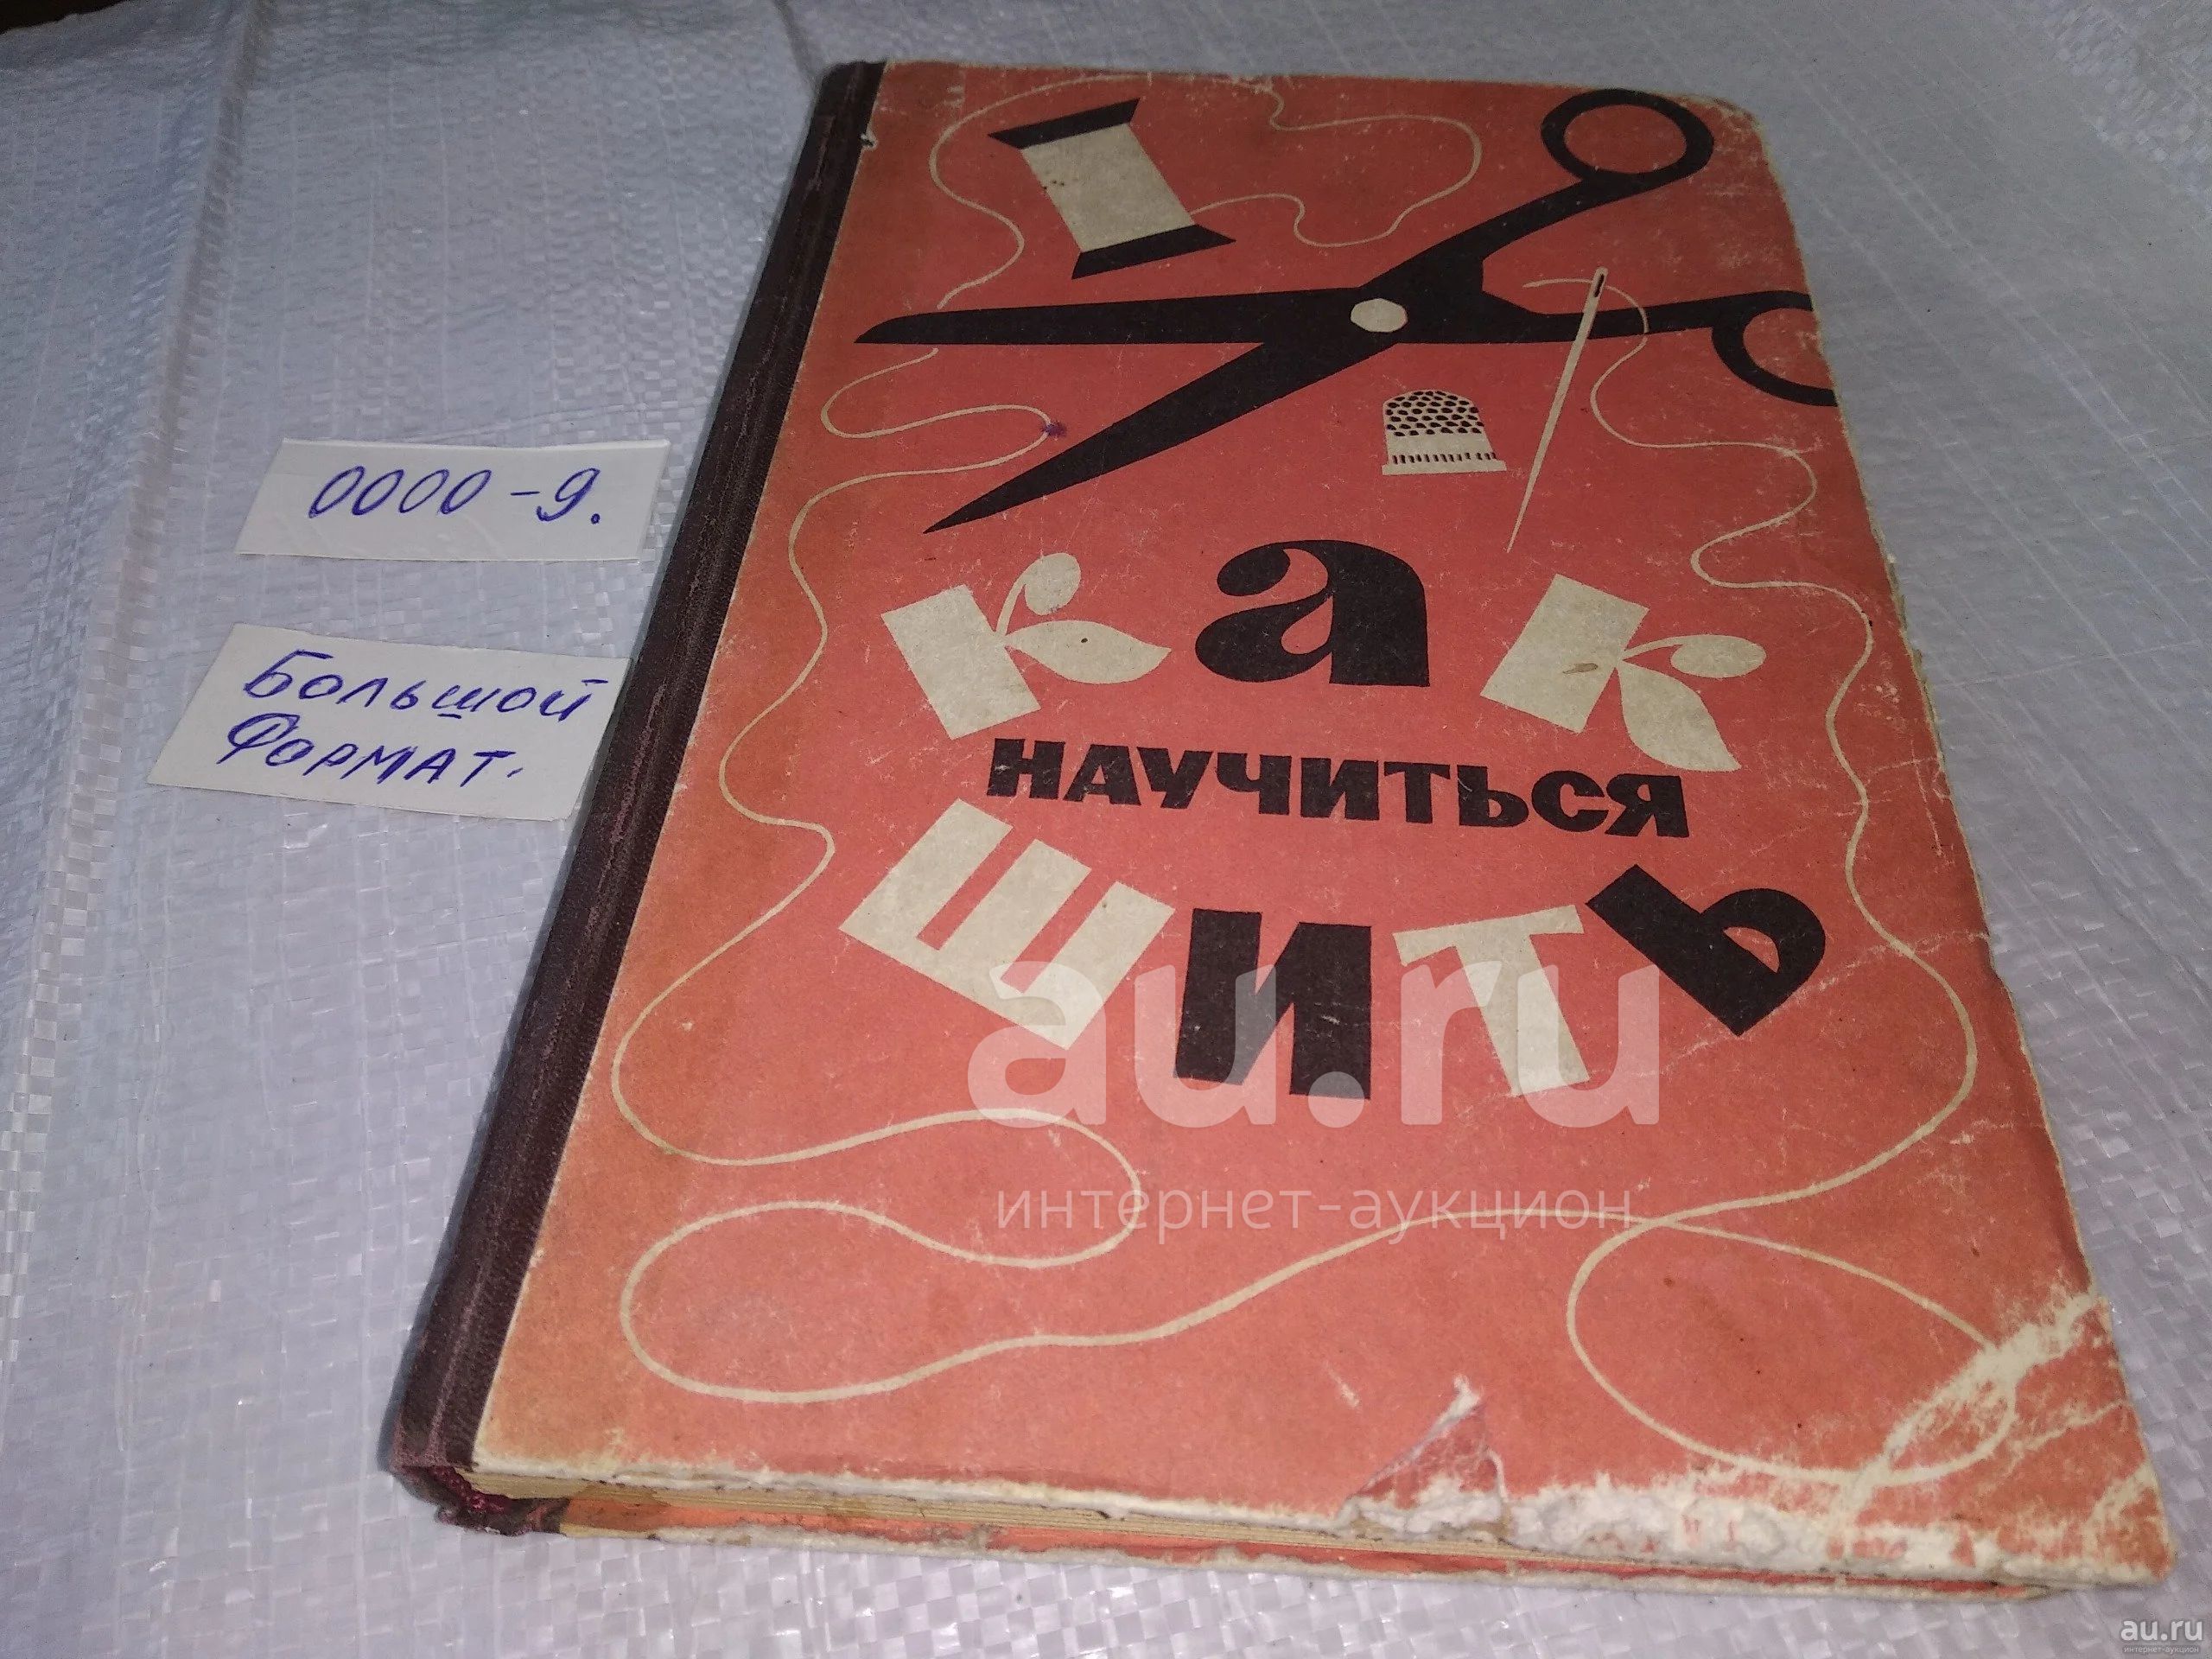 0000-9.
Большой
Формат.
как
научиться
шить
au.ru
интернет-аукцион
au.ru
интернет-аукцион